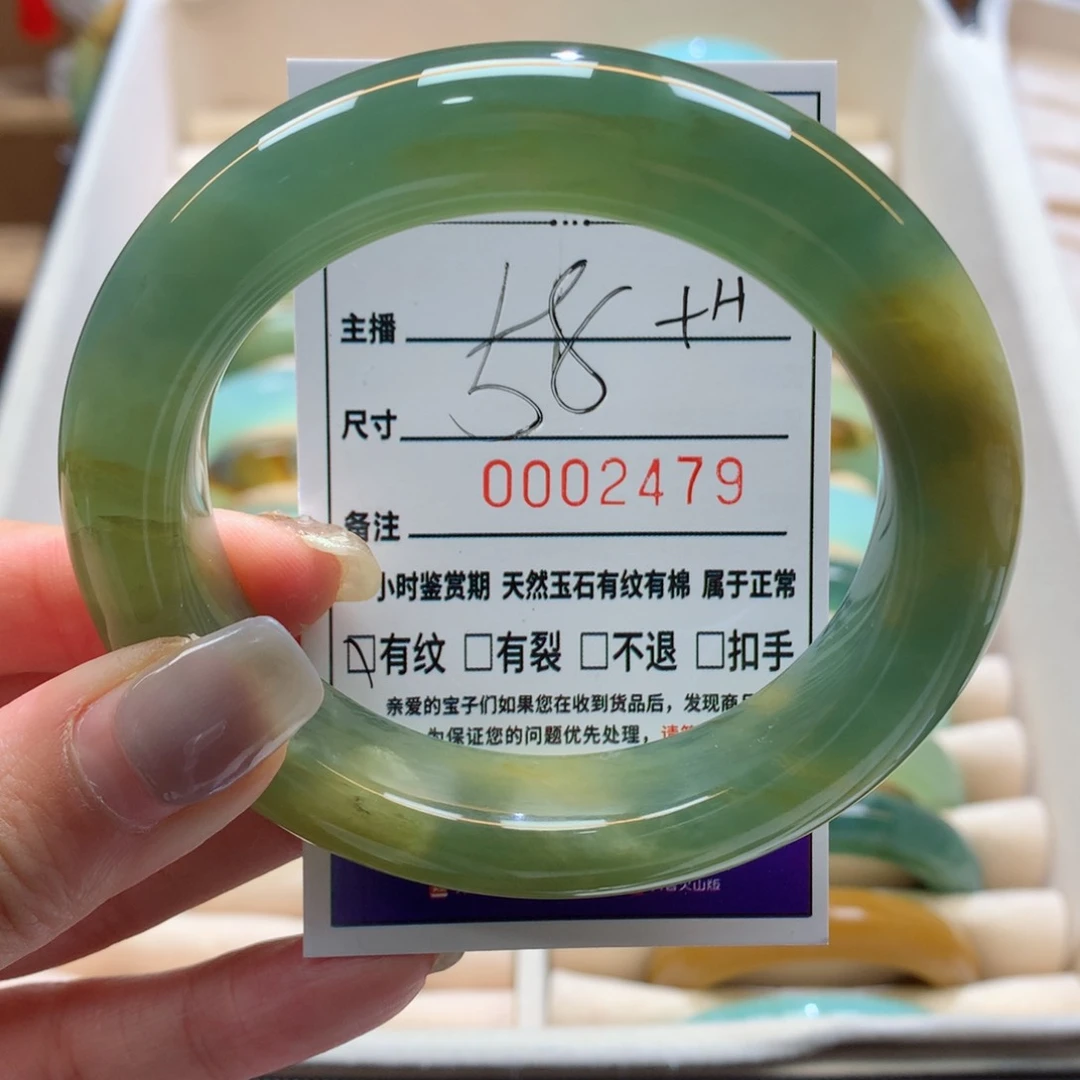 主播 58 +H
尺寸
0002479
备注
小时鉴赏期 天然玉石有纹有棉 属于正常
□有纹 □有裂 □不退 □扣手
亲爱的宝子们如果您在收到货品后，发现商品
为保证您的问题优先处理，请